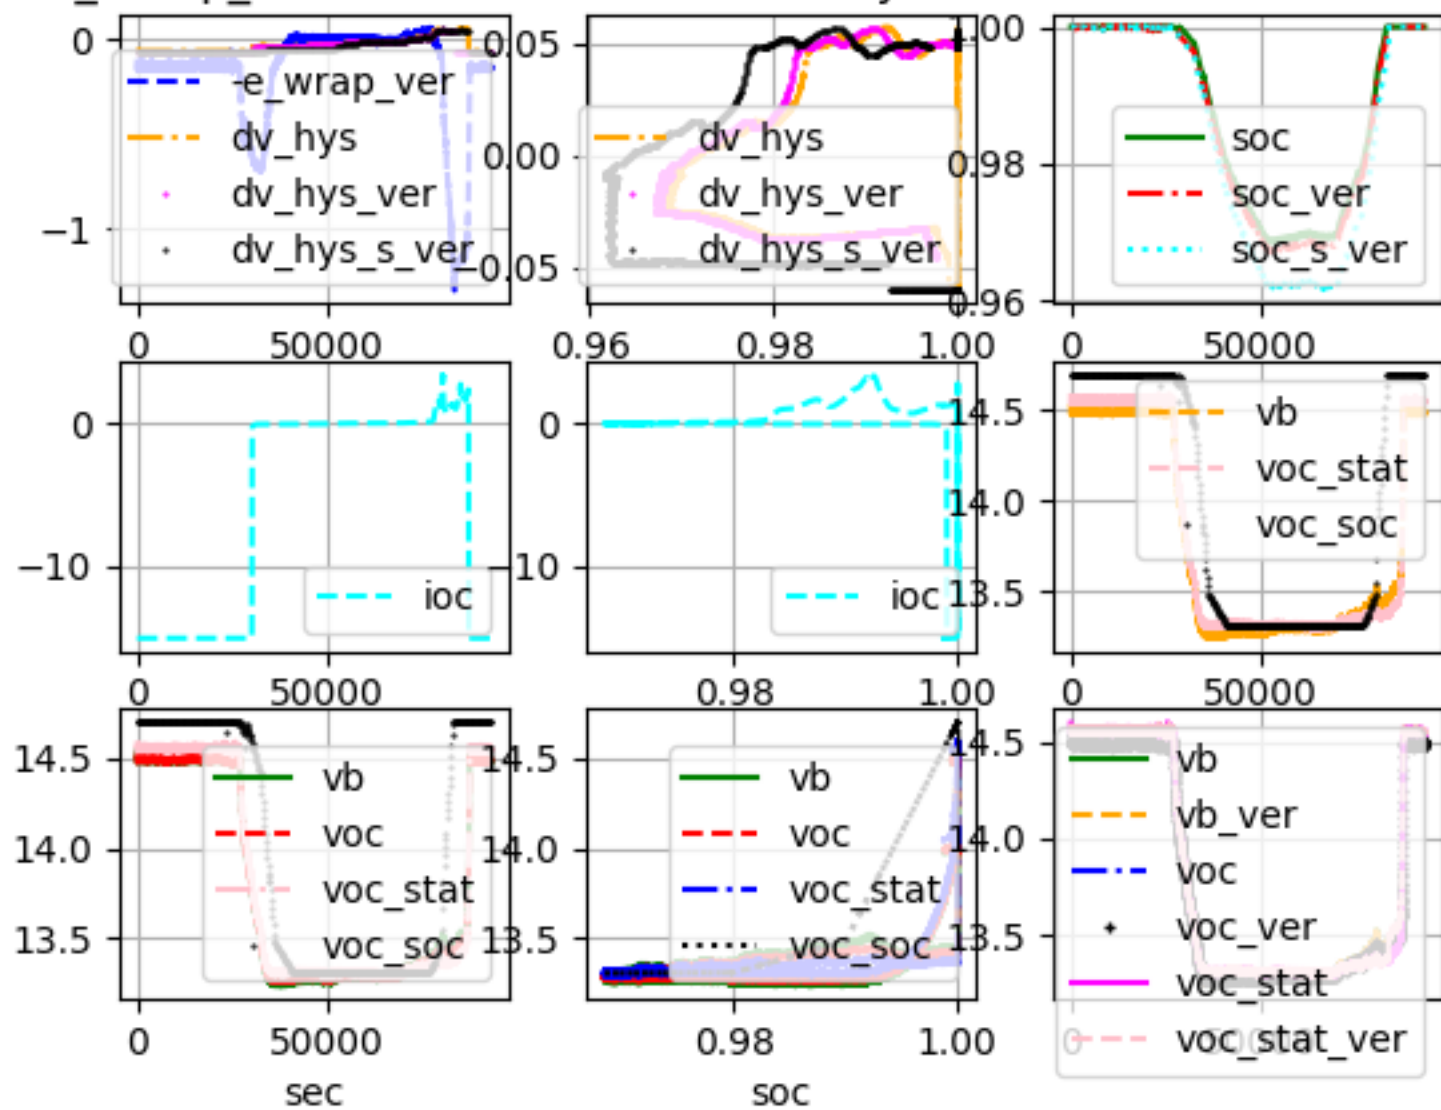 0
-1
-e_wrap_ver
dv_hys
dv_hys_ver
dv_hys_s_ver
0
50000
0.05
0.00
-0.05
dv_hys
dv_hys_ver
dv_hys_s_ver
0.96
0.98
1.00
1.00
0.98
0.96
soc
soc_ver
soc_s_ver
0
50000
0
−10
ioc
0
50000
0
−10
ioc
0.98
1.00
14.5
14.0
13.5
vb
voc_stat
voc_soc
0
50000
14.5
14.0
13.5
vb
voc
voc_stat
voc_soc
0
50000
sec
14.5
14.0
13.5
vb
voc
voc_stat
voc_soc
0.98
1.00
soc
14.5
14.0
13.5
vb
vb_ver
voc
voc_ver
voc_stat
voc_stat_ver
0
50000